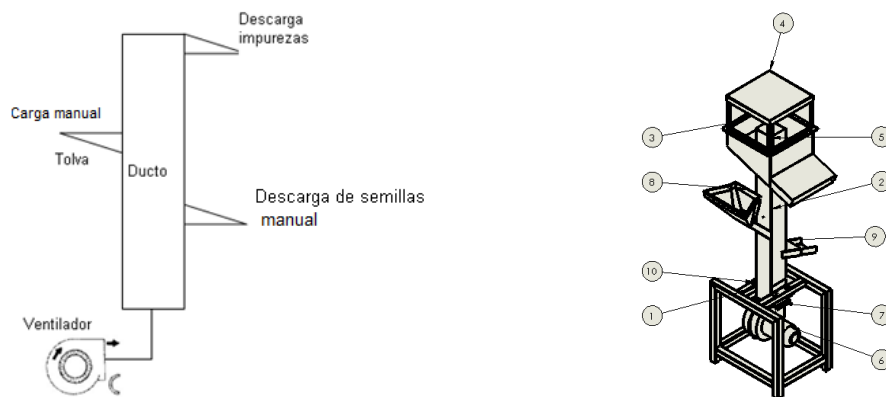 Descarga
impurezas
Carga manual
Tolva
Ducto
Descarga de semillas
manual
Ventilador
4
3
5
8
2
9
10
1
7
6